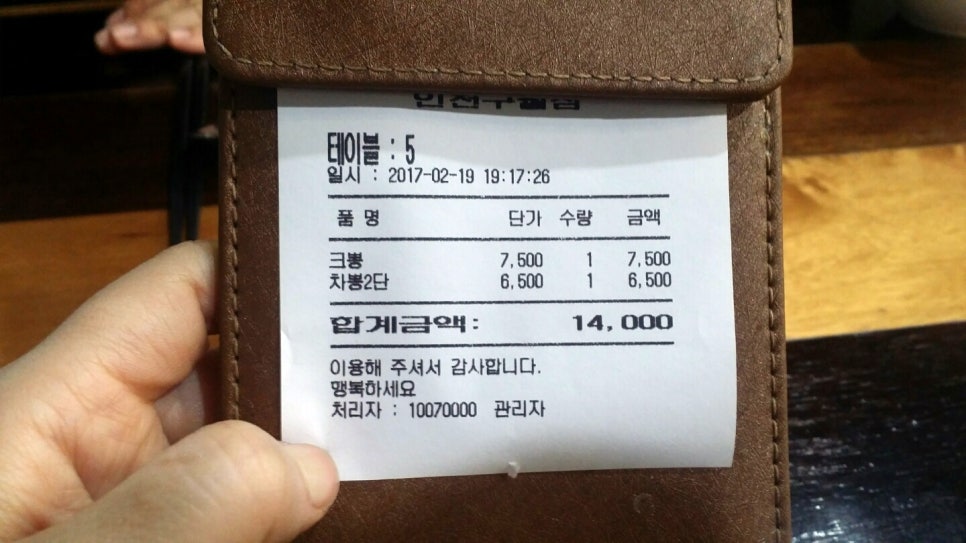 테이블 : 5
일시 : 2017-02-19 19:17:26
품 명 단가 수량 금액
크뽕 7,500 1 7,500
차뽕2단 6,500 1 6,500
합계금액: 14,000
이용해 주셔서 감사합니다.
맹복하세요
처리자 : 10070000 관리자